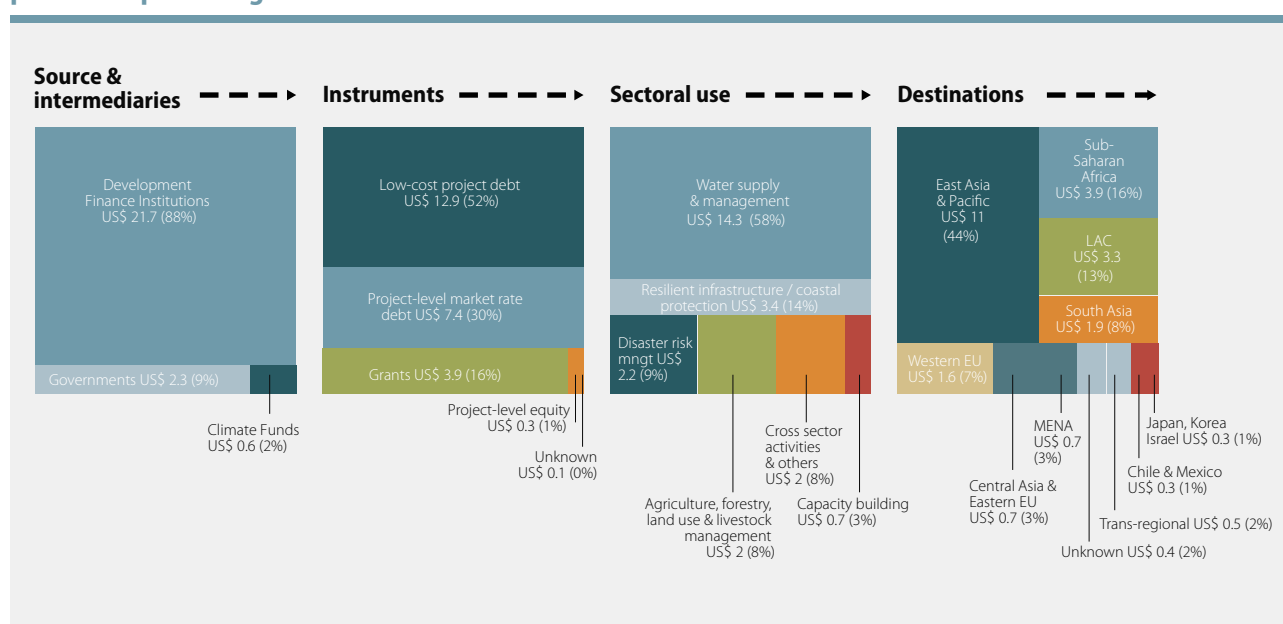 Source &
intermediaries
Instruments
Sectoral use
Destinations
Development
Finance Institutions
US$ 21.7 (88%)
Governments US$ 2.3 (9%)
Climate Funds
US$ 0.6 (2%)
Low-cost project debt
US$ 12.9 (52%)
Project-level market rate
debt US$ 7.4 (30%)
Grants US$ 3.9 (16%)
Project-level equity
US$ 0.3 (1%)
Unknown
US$ 0.1 (0%)
Water supply
& management
US$ 14.3 (58%)
Resilient infrastructure / coastal
protection US$ 3.4 (14%)
Disaster risk
mngt US$
2.2 (9%)
Cross sector
activities
& others
US$ 2 (8%)
Agriculture, forestry,
land use & livestock
management
US$ 2 (8%)
Capacity building
US$ 0.7 (3%)
East Asia
& Pacific
US$ 11
(44%)
Sub-
Saharan
Africa
US$ 3.9 (16%)
LAC
US$ 3.3
(13%)
South Asia
US$ 1.9 (8%)
Western EU
US$ 1.6 (7%)
MENA
US$ 0.7
(3%)
Central Asia &
Eastern EU
US$ 0.7 (3%)
Japan, Korea
Israel US$ 0.3 (1%)
Chile & Mexico
US$ 0.3 (1%)
Trans-regional US$ 0.5 (2%)
Unknown US$ 0.4 (2%)